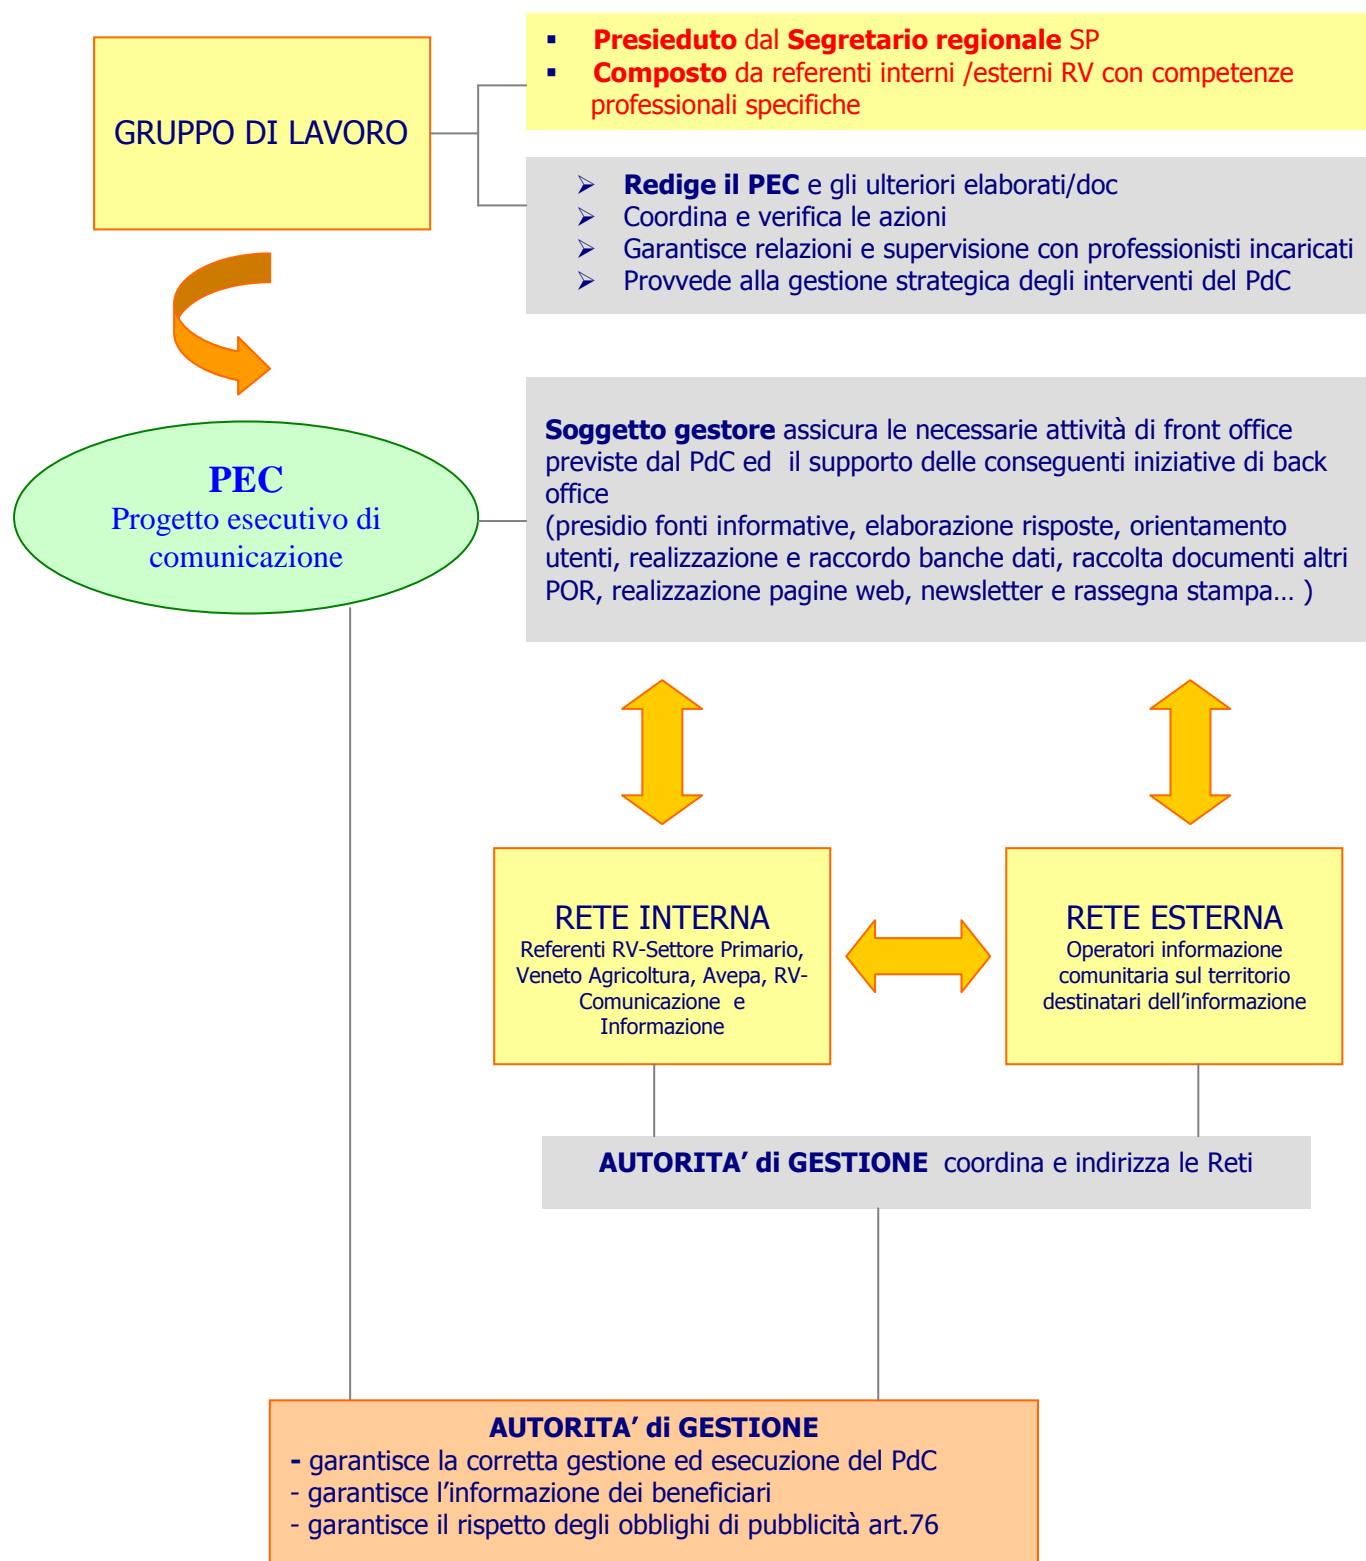 GRUPPO DI LAVORO
▪ Presieduto dal Segretario regionale SP
▪ Composto da referenti interni /esterni RV con competenze
professionali specifiche
➢ Redige il PEC e gli ulteriori elaborati/doc
➢ Coordina e verifica le azioni
➢ Garantisce relazioni e supervisione con professionisti incaricati
➢ Provvede alla gestione strategica degli interventi del PdC
PEC
Progetto esecutivo di
comunicazione
Soggetto gestore assicura le necessarie attività di front office
previste dal PdC ed il supporto delle conseguenti iniziative di back
office
(presidio fonti informative, elaborazione risposte, orientamento
utenti, realizzazione e raccordo banche dati, raccolta documenti altri
POR, realizzazione pagine web, newsletter e rassegna stampa… )
RETE INTERNA
Referenti RV-Settore Primario,
Veneto Agricoltura, Avepa, RV-
Comunicazione e
Informazione
RETE ESTERNA
Operatori informazione
comunitaria sul territorio
destinatari dell’informazione
AUTORITA’ di GESTIONE coordina e indirizza le Reti
AUTORITA’ di GESTIONE
- garantisce la corretta gestione ed esecuzione del PdC
- garantisce l’informazione dei beneficiari
- garantisce il rispetto degli obblighi di pubblicità art.76